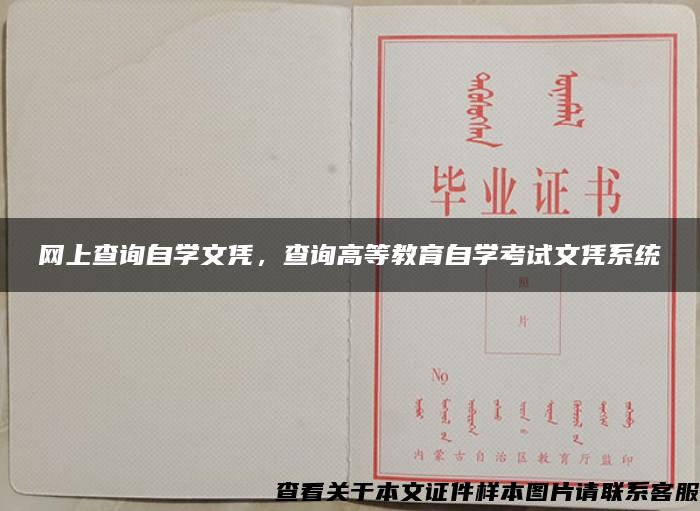 毕业证书
网上查询自学文凭，查询高等教育自学考试文凭系统
照
片
№
内蒙古自治区教育厅监印
查看关于本文证件样本图片请联系客服